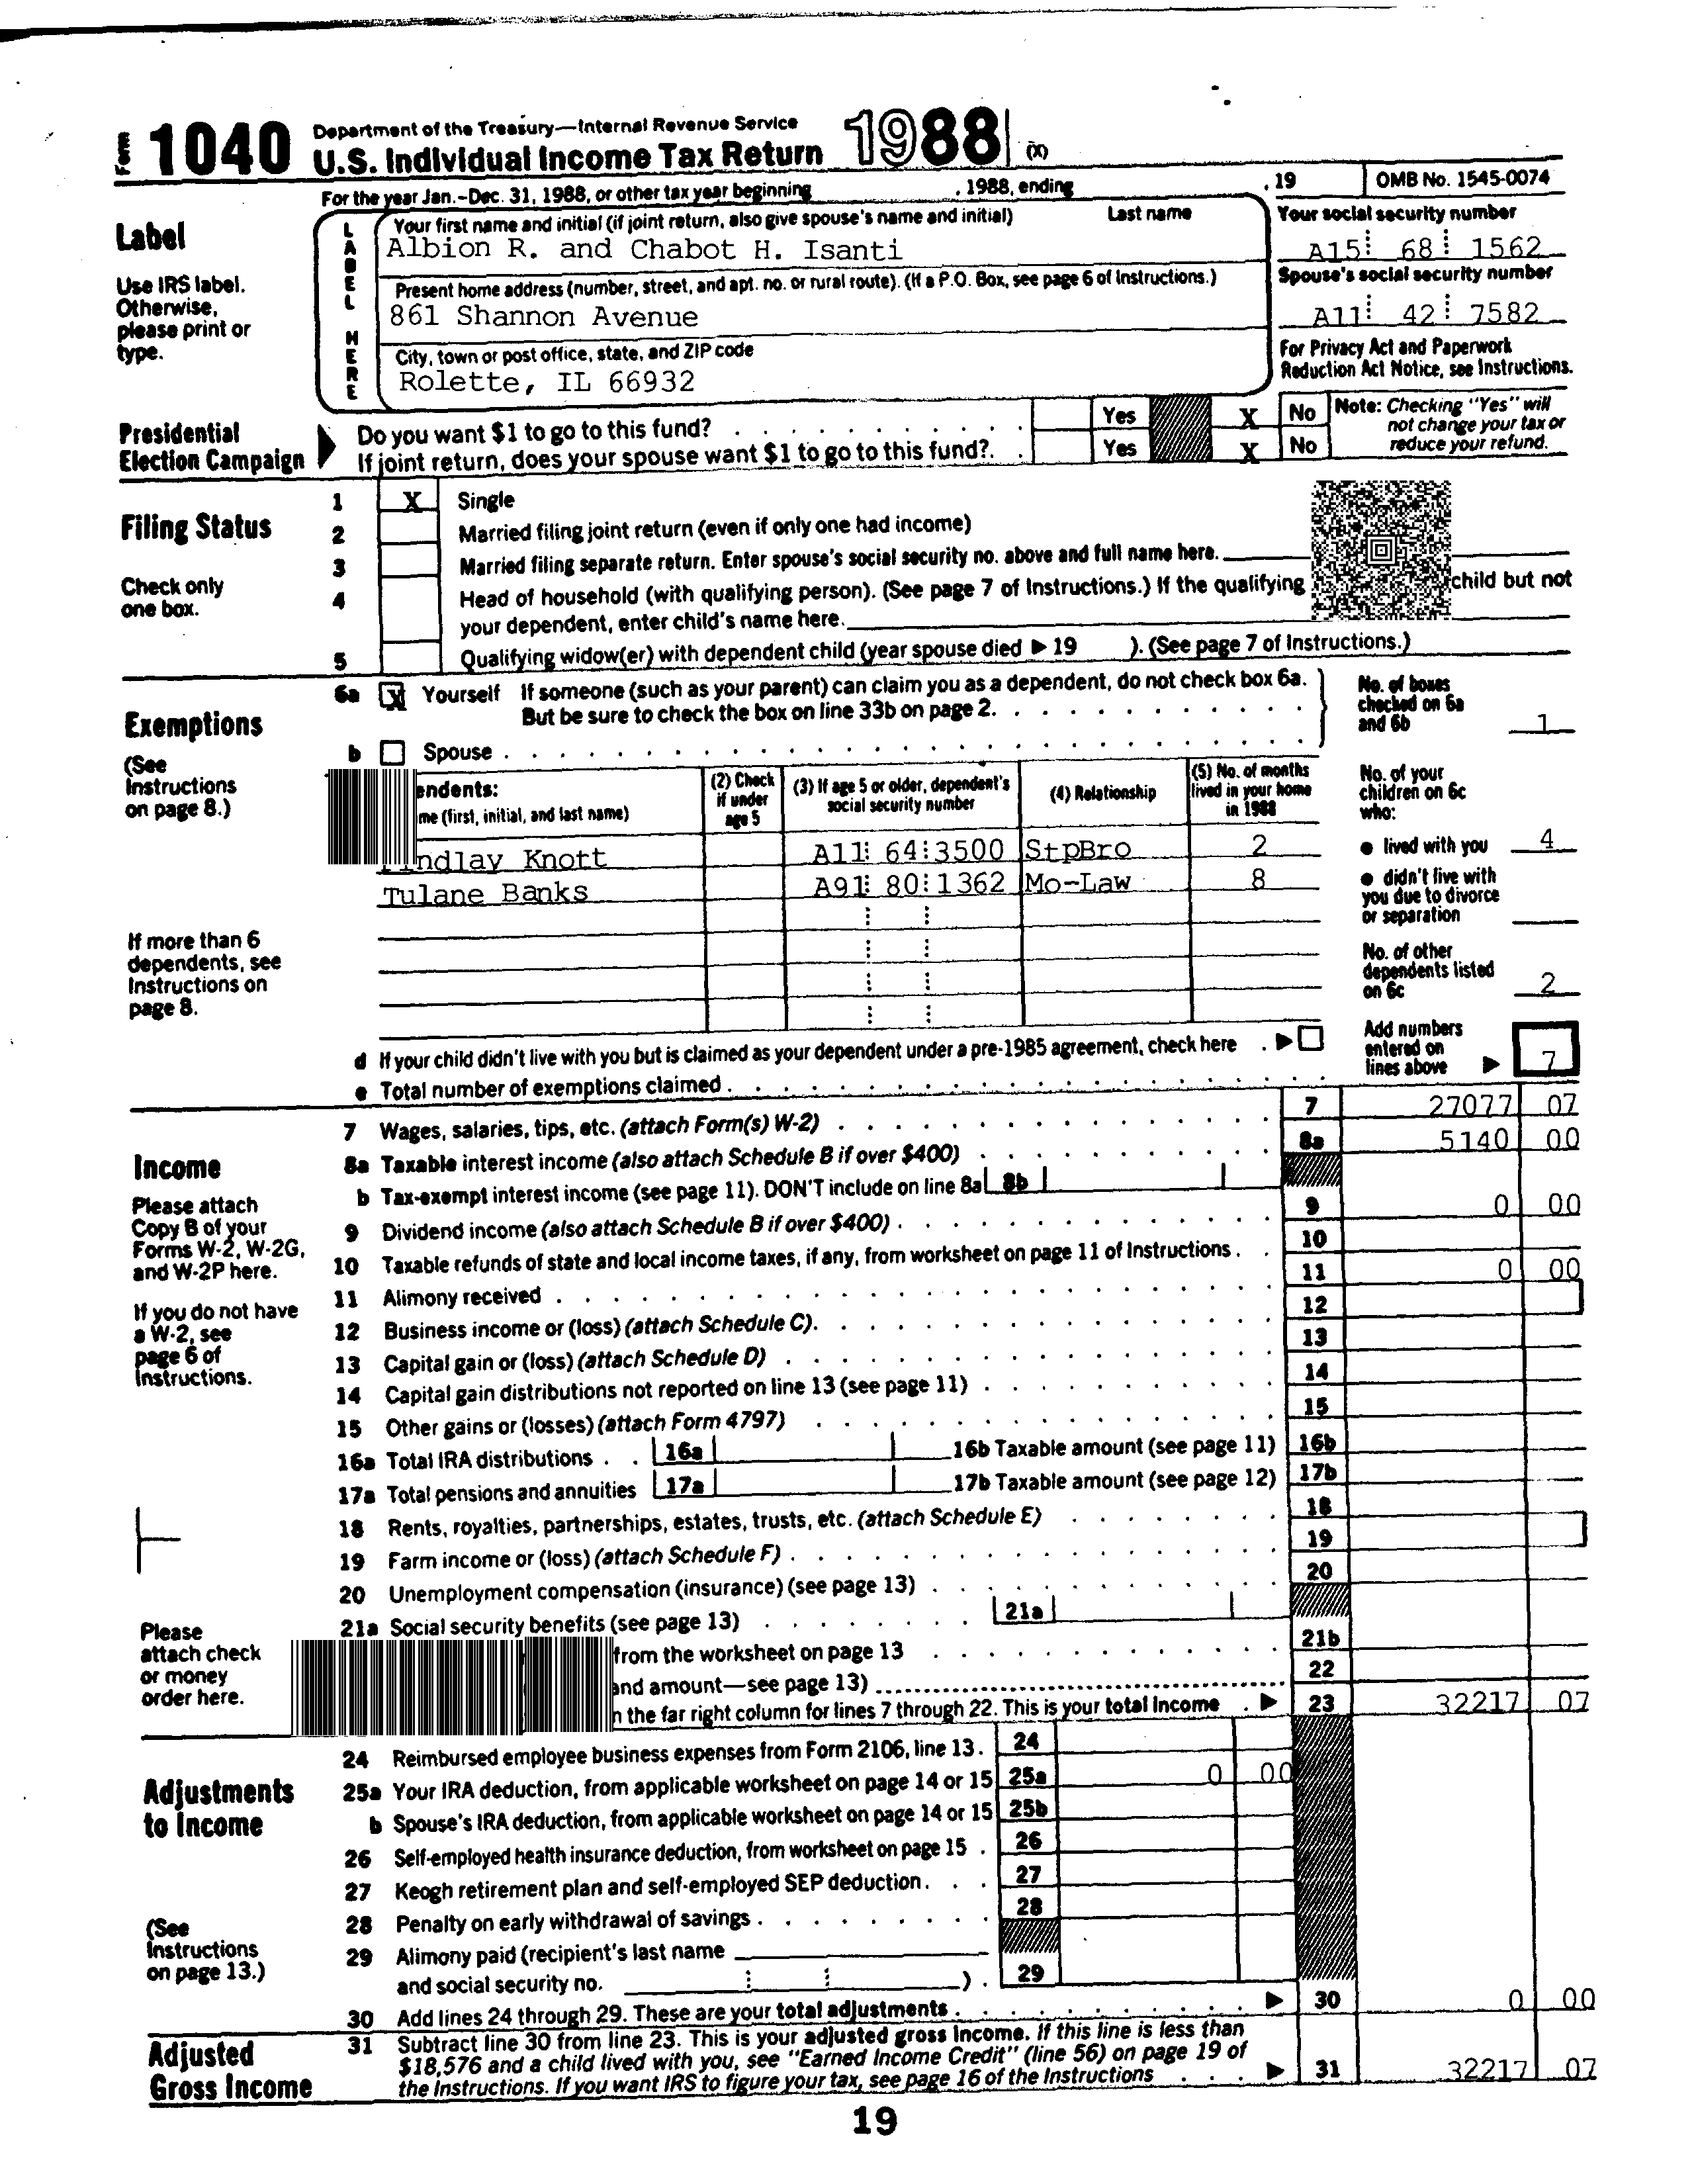 Form 1040 Department of the Treasury—Internal Revenue Service
U.S. Individual Income Tax Return 1988 (X)
For the year Jan.–Dec. 31, 1988, or other tax year beginning , 1988, ending , 19 OMB No. 1545-0074
Label
Use IRS label.
Otherwise,
please print or
type.
LABEL HERE
Your first name and initial (if joint return, also give spouse's name and initial) Last name
Albion R. and Chabot H. Isanti
Present home address (number, street, and apt. no. or rural route). (If a P.O. Box, see page 6 of Instructions.)
861 Shannon Avenue
City, town or post office, state, and ZIP code
Rolette, IL 66932
Your social security number
A15 68 1562
Spouse's social security number
A11 42 7582
For Privacy Act and Paperwork
Reduction Act Notice, see Instructions.
Presidential
Election Campaign
Do you want $1 to go to this fund? Yes X No
If joint return, does your spouse want $1 to go to this fund? Yes X No
Note: Checking "Yes" will
not change your tax or
reduce your refund.
Filing Status
Check only
one box.
1 X Single
2 Married filing joint return (even if only one had income)
3 Married filing separate return. Enter spouse's social security no. above and full name here.
4 Head of household (with qualifying person). (See page 7 of Instructions.) If the qualifying child but not
your dependent, enter child's name here.
5 Qualifying widow(er) with dependent child (year spouse died ▶ 19 ). (See page 7 of Instructions.)
Exemptions
(See
Instructions
on page 8.)
If more than 6
dependents, see
Instructions on
page 8.
6a X Yourself If someone (such as your parent) can claim you as a dependent, do not check box 6a.
But be sure to check the box on line 33b on page 2.
b Spouse
No. of boxes
checked on 6a
and 6b 1
endents:
me (first, initial, and last name)
(2) Check
if under
age 5
(3) If age 5 or older, dependent's
social security number
(4) Relationship
(5) No. of months
lived in your home
in 1988
ndlay Knott A11 64 3500 StpBro 2
Tulane Banks A91 80 1362 Mo-Law 8
No. of your
children on 6c
who:
● lived with you 4
● didn't live with
you due to divorce
or separation
No. of other
dependents listed
on 6c 2
Add numbers
entered on
lines above ▶ 7
d If your child didn't live with you but is claimed as your dependent under a pre-1985 agreement, check here ▶
e Total number of exemptions claimed
Income
Please attach
Copy B of your
Forms W-2, W-2G,
and W-2P here.
If you do not have
a W-2, see
page 6 of
Instructions.
Please
attach check
or money
order here.
7 Wages, salaries, tips, etc. (attach Form(s) W-2) 7 27077 07
8a Taxable interest income (also attach Schedule B if over $400) 8a 5140 00
b Tax-exempt interest income (see page 11). DON'T include on line 8a 8b
9 Dividend income (also attach Schedule B if over $400) 9 0 00
10 Taxable refunds of state and local income taxes, if any, from worksheet on page 11 of Instructions 10
11 Alimony received 11 0 00
12 Business income or (loss) (attach Schedule C) 12
13 Capital gain or (loss) (attach Schedule D) 13
14 Capital gain distributions not reported on line 13 (see page 11) 14
15 Other gains or (losses) (attach Form 4797) 15
16a Total IRA distributions 16a 16b Taxable amount (see page 11) 16b
17a Total pensions and annuities 17a 17b Taxable amount (see page 12) 17b
18 Rents, royalties, partnerships, estates, trusts, etc. (attach Schedule E) 18
19 Farm income or (loss) (attach Schedule F) 19
20 Unemployment compensation (insurance) (see page 13) 20
21a Social security benefits (see page 13) 21a
from the worksheet on page 13 21b
and amount—see page 13) 22
n the far right column for lines 7 through 22. This is your total income ▶ 23 32217 07
Adjustments
to Income
(See
Instructions
on page 13.)
24 Reimbursed employee business expenses from Form 2106, line 13 24
25a Your IRA deduction, from applicable worksheet on page 14 or 15 25a 0 00
b Spouse's IRA deduction, from applicable worksheet on page 14 or 15 25b
26 Self-employed health insurance deduction, from worksheet on page 15 26
27 Keogh retirement plan and self-employed SEP deduction 27
28 Penalty on early withdrawal of savings 28
29 Alimony paid (recipient's last name
and social security no. ) 29
30 Add lines 24 through 29. These are your total adjustments ▶ 30 0 00
Adjusted
Gross Income
31 Subtract line 30 from line 23. This is your adjusted gross income. If this line is less than
$18,576 and a child lived with you, see "Earned Income Credit" (line 56) on page 19 of
the Instructions. If you want IRS to figure your tax, see page 16 of the Instructions ▶ 31 32217 07
19